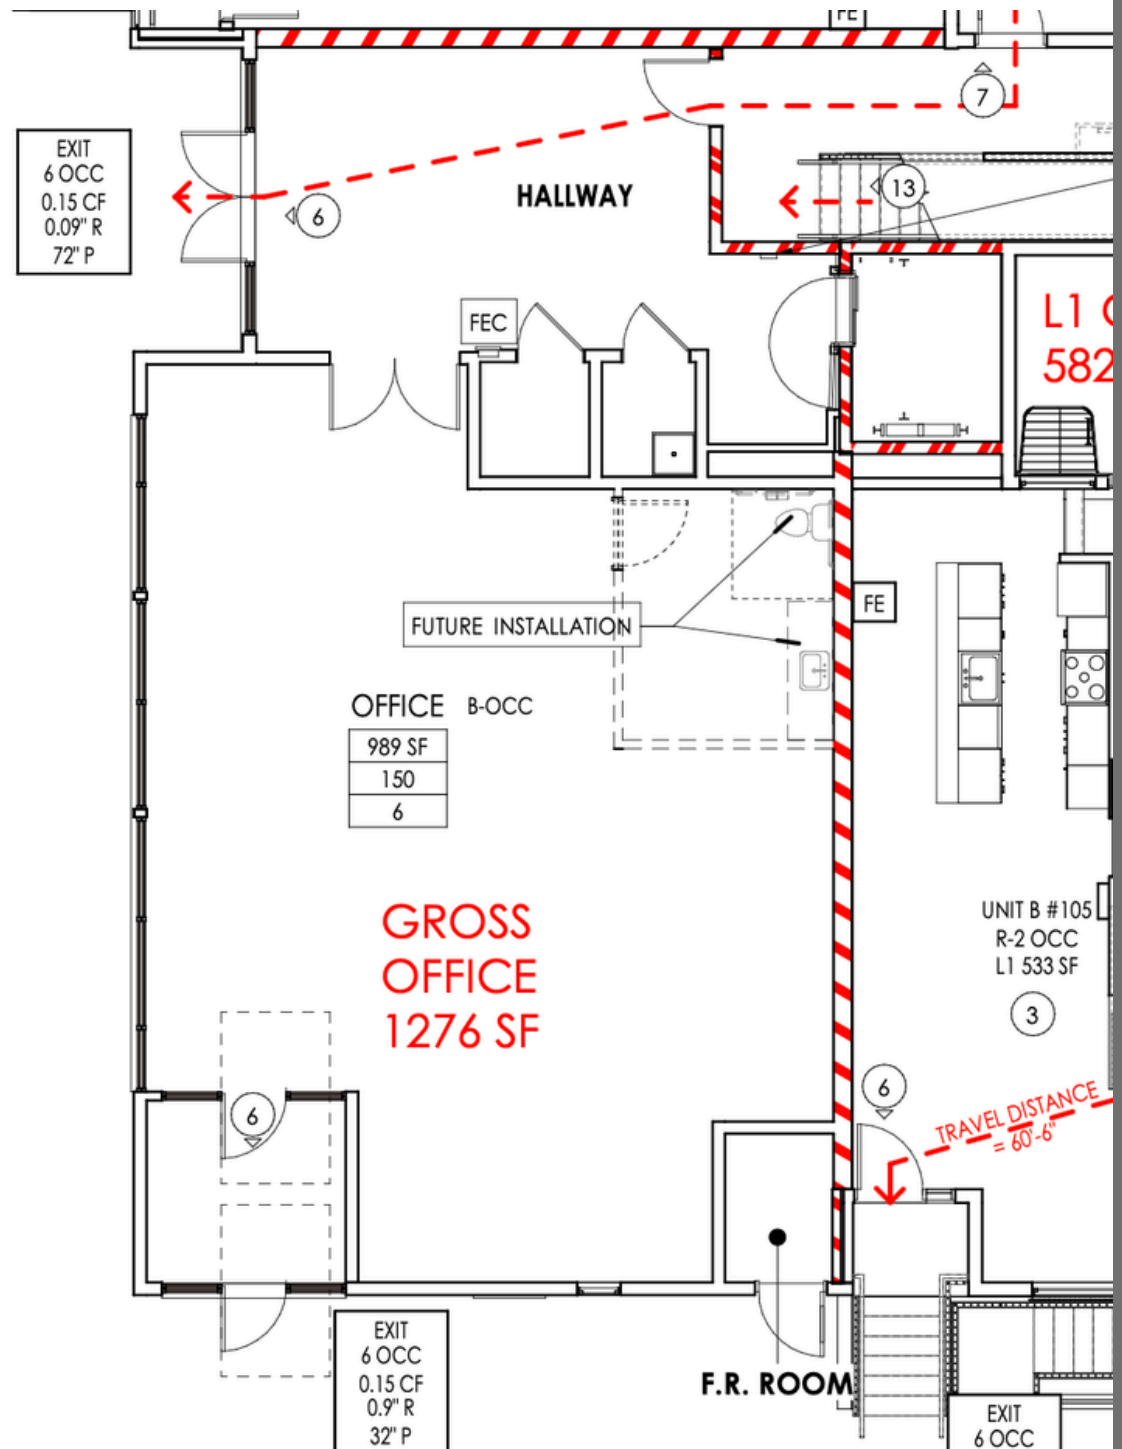 FE
7
EXIT
6 OCC
0.15 CF
0.09" R
72" P
HALLWAY
6
13
FEC
L1
582
FUTURE INSTALLATION
FE
OFFICE B-OCC
989 SF
150
6
GROSS
OFFICE
1276 SF
UNIT B #105
R-2 OCC
L1 533 SF
3
6
6
TRAVEL DISTANCE
= 60'-6"
EXIT
6 OCC
0.15 CF
0.9" R
32" P
F.R. ROOM
EXIT
6 OCC